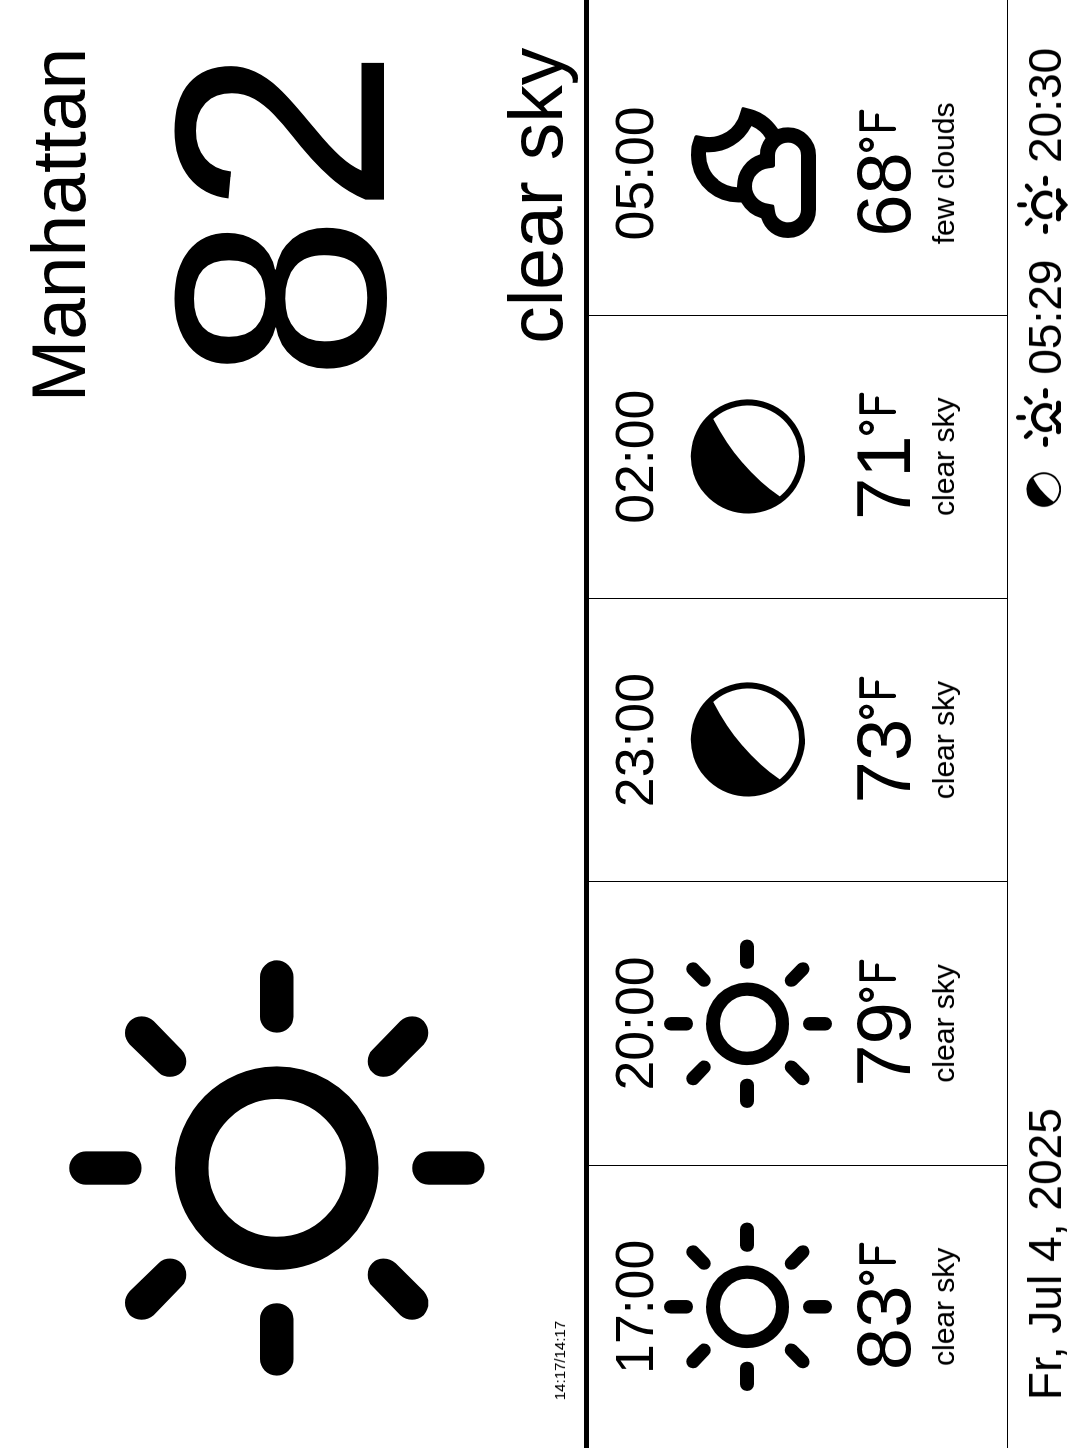 Manhattan
82
clear sky
14:17/14:17
17:00
83°F
clear sky
20:00
79°F
clear sky
23:00
73°F
clear sky
02:00
71°F
clear sky
05:00
68°F
few clouds
Fr, Jul 4, 2025
05:29
20:30